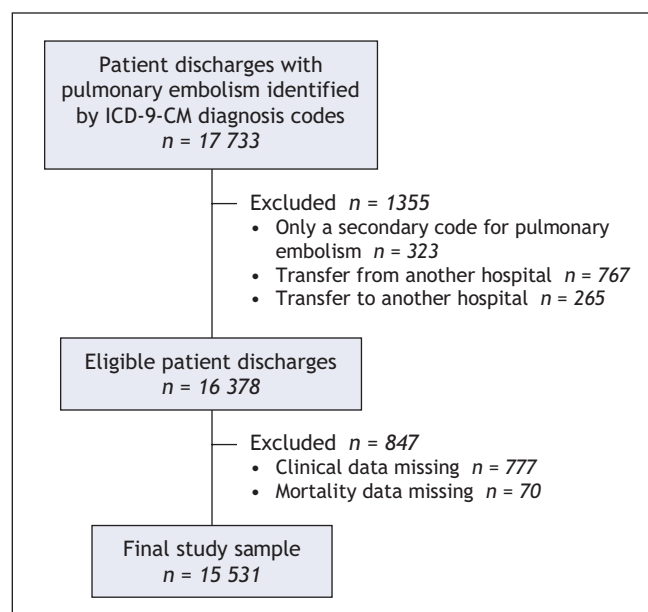 Patient discharges with
pulmonary embolism identified
by ICD-9-CM diagnosis codes
n = 17 733
Excluded n = 1355
• Only a secondary code for pulmonary
embolism n = 323
• Transfer from another hospital n = 767
• Transfer to another hospital n = 265
Eligible patient discharges
n = 16 378
Excluded n = 847
• Clinical data missing n = 777
• Mortality data missing n = 70
Final study sample
n = 15 531